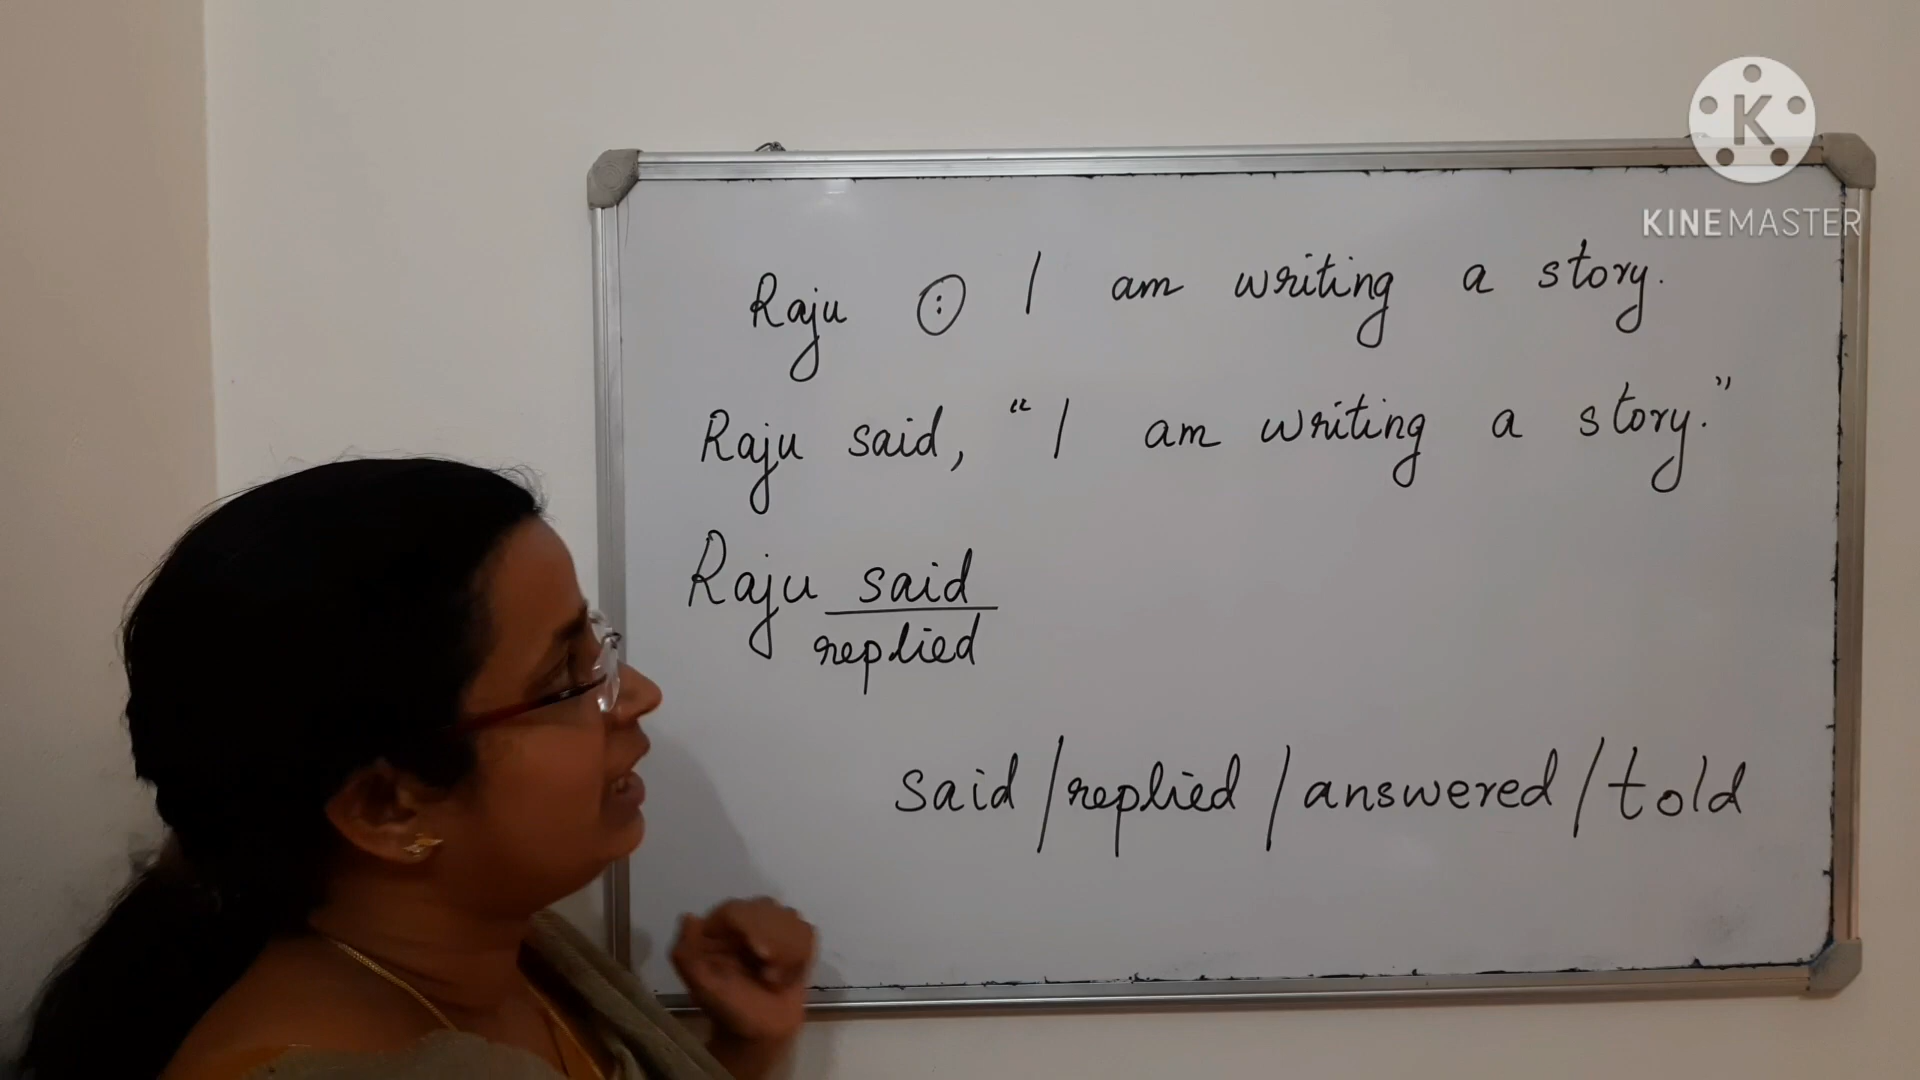 K
KINEMASTER
Raju : I am writing a story.
Raju said, "I am writing a story."
Raju said
replied
said/replied/answered/told